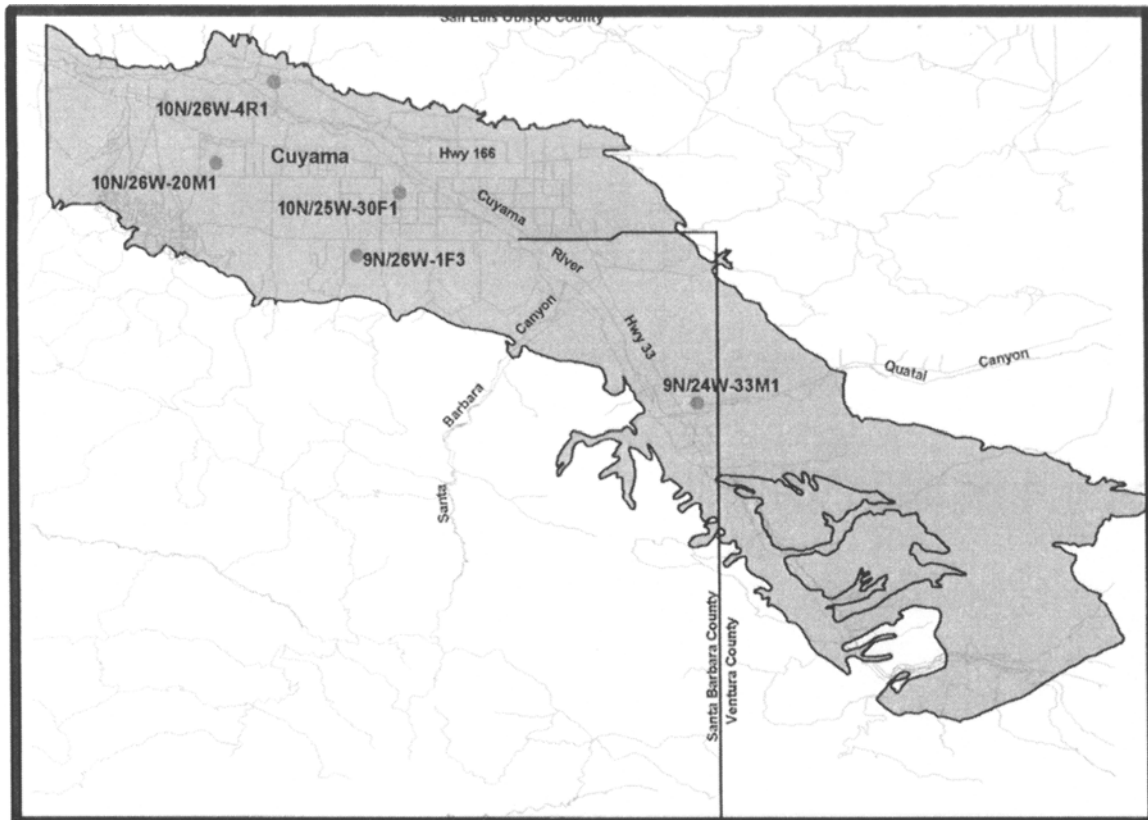 San Luis Obispo County
10N/26W-4R1
Cuyama
Hwy 166
10N/26W-20M1
10N/25W-30F1
Cuyama
River
9N/26W-1F3
Canyon
Hwy 33
Quatal
Canyon
9N/24W-33M1
Barbara
Santa
Santa Barbara County
Ventura County